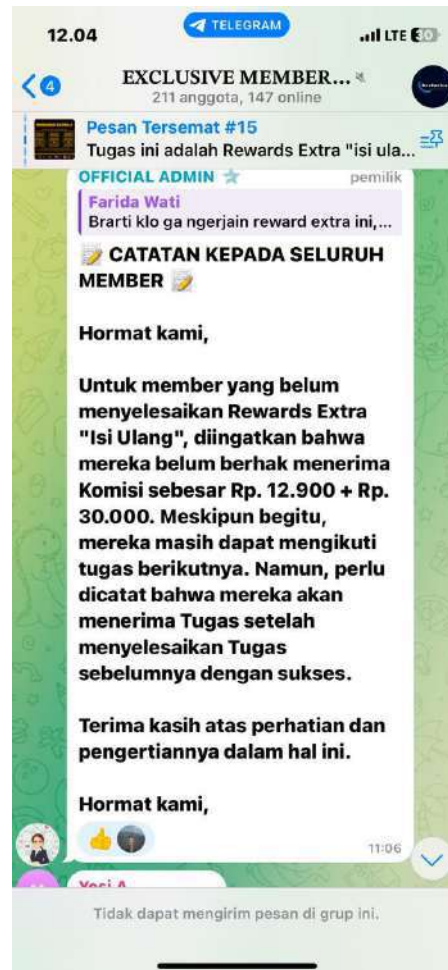 12.04
TELEGRAM
LTE 30
4
EXCLUSIVE MEMBER...
211 anggota, 147 online
Pesan Tersemat #15
Tugas ini adalah Rewards Extra "isi ula...
OFFICIAL ADMIN
pemilik
Farida Wati
Brarti klo ga ngerjain reward extra ini,...
📝 CATATAN KEPADA SELURUH
MEMBER 📝
Hormat kami,
Untuk member yang belum
menyelesaikan Rewards Extra
"Isi Ulang", diingatkan bahwa
mereka belum berhak menerima
Komisi sebesar Rp. 12.900 + Rp.
30.000. Meskipun begitu,
mereka masih dapat mengikuti
tugas berikutnya. Namun, perlu
dicatat bahwa mereka akan
menerima Tugas setelah
menyelesaikan Tugas
sebelumnya dengan sukses.
Terima kasih atas perhatian dan
pengertiannya dalam hal ini.
Hormat kami,
11:06
Yosi A
Tidak dapat mengirim pesan di grup ini.